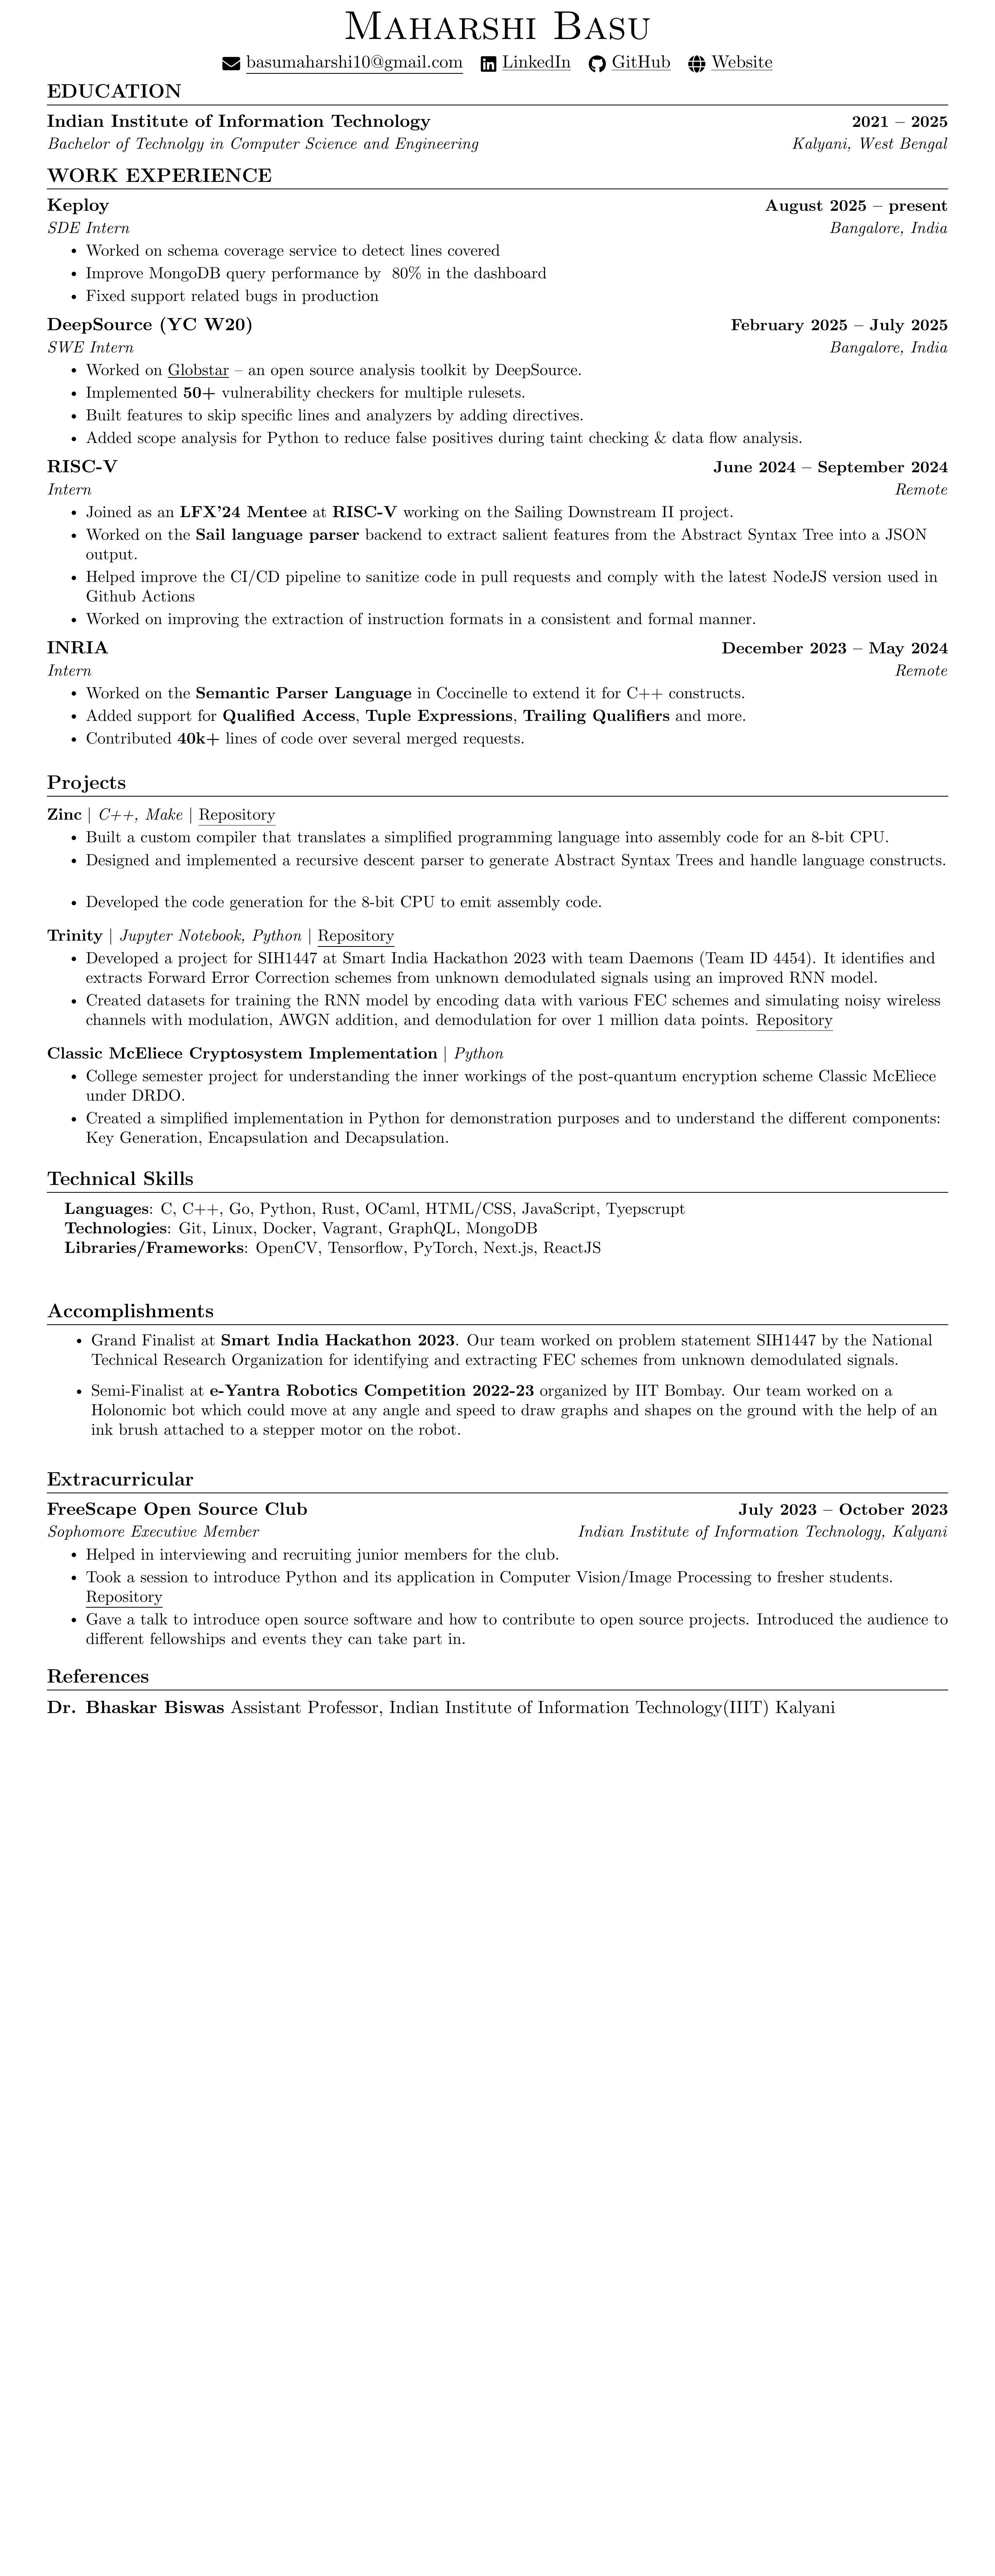 Maharshi Basu
basumaharshi10@gmail.com LinkedIn GitHub Website
EDUCATION
Indian Institute of Information Technology 2021 – 2025
Bachelor of Technolgy in Computer Science and Engineering Kalyani, West Bengal
WORK EXPERIENCE
Keploy August 2025 – present
SDE Intern Bangalore, India
• Worked on schema coverage service to detect lines covered
• Improve MongoDB query performance by 80% in the dashboard
• Fixed support related bugs in production
DeepSource (YC W20) February 2025 – July 2025
SWE Intern Bangalore, India
• Worked on Globstar – an open source analysis toolkit by DeepSource.
• Implemented 50+ vulnerability checkers for multiple rulesets.
• Built features to skip specific lines and analyzers by adding directives.
• Added scope analysis for Python to reduce false positives during taint checking & data flow analysis.
RISC-V June 2024 – September 2024
Intern Remote
• Joined as an LFX'24 Mentee at RISC-V working on the Sailing Downstream II project.
• Worked on the Sail language parser backend to extract salient features from the Abstract Syntax Tree into a JSON
output.
• Helped improve the CI/CD pipeline to sanitize code in pull requests and comply with the latest NodeJS version used in
Github Actions
• Worked on improving the extraction of instruction formats in a consistent and formal manner.
INRIA December 2023 – May 2024
Intern Remote
• Worked on the Semantic Parser Language in Coccinelle to extend it for C++ constructs.
• Added support for Qualified Access, Tuple Expressions, Trailing Qualifiers and more.
• Contributed 40k+ lines of code over several merged requests.
Projects
Zinc | C++, Make | Repository
• Built a custom compiler that translates a simplified programming language into assembly code for an 8-bit CPU.
• Designed and implemented a recursive descent parser to generate Abstract Syntax Trees and handle language constructs.
• Developed the code generation for the 8-bit CPU to emit assembly code.
Trinity | Jupyter Notebook, Python | Repository
• Developed a project for SIH1447 at Smart India Hackathon 2023 with team Daemons (Team ID 4454). It identifies and
extracts Forward Error Correction schemes from unknown demodulated signals using an improved RNN model.
• Created datasets for training the RNN model by encoding data with various FEC schemes and simulating noisy wireless
channels with modulation, AWGN addition, and demodulation for over 1 million data points. Repository
Classic McEliece Cryptosystem Implementation | Python
• College semester project for understanding the inner workings of the post-quantum encryption scheme Classic McEliece
under DRDO.
• Created a simplified implementation in Python for demonstration purposes and to understand the different components:
Key Generation, Encapsulation and Decapsulation.
Technical Skills
Languages: C, C++, Go, Python, Rust, OCaml, HTML/CSS, JavaScript, Tyepscrupt
Technologies: Git, Linux, Docker, Vagrant, GraphQL, MongoDB
Libraries/Frameworks: OpenCV, Tensorflow, PyTorch, Next.js, ReactJS
Accomplishments
• Grand Finalist at Smart India Hackathon 2023. Our team worked on problem statement SIH1447 by the National
Technical Research Organization for identifying and extracting FEC schemes from unknown demodulated signals.
• Semi-Finalist at e-Yantra Robotics Competition 2022-23 organized by IIT Bombay. Our team worked on a
Holonomic bot which could move at any angle and speed to draw graphs and shapes on the ground with the help of an
ink brush attached to a stepper motor on the robot.
Extracurricular
FreeScape Open Source Club July 2023 – October 2023
Sophomore Executive Member Indian Institute of Information Technology, Kalyani
• Helped in interviewing and recruiting junior members for the club.
• Took a session to introduce Python and its application in Computer Vision/Image Processing to fresher students.
Repository
• Gave a talk to introduce open source software and how to contribute to open source projects. Introduced the audience to
different fellowships and events they can take part in.
References
Dr. Bhaskar Biswas Assistant Professor, Indian Institute of Information Technology(IIIT) Kalyani